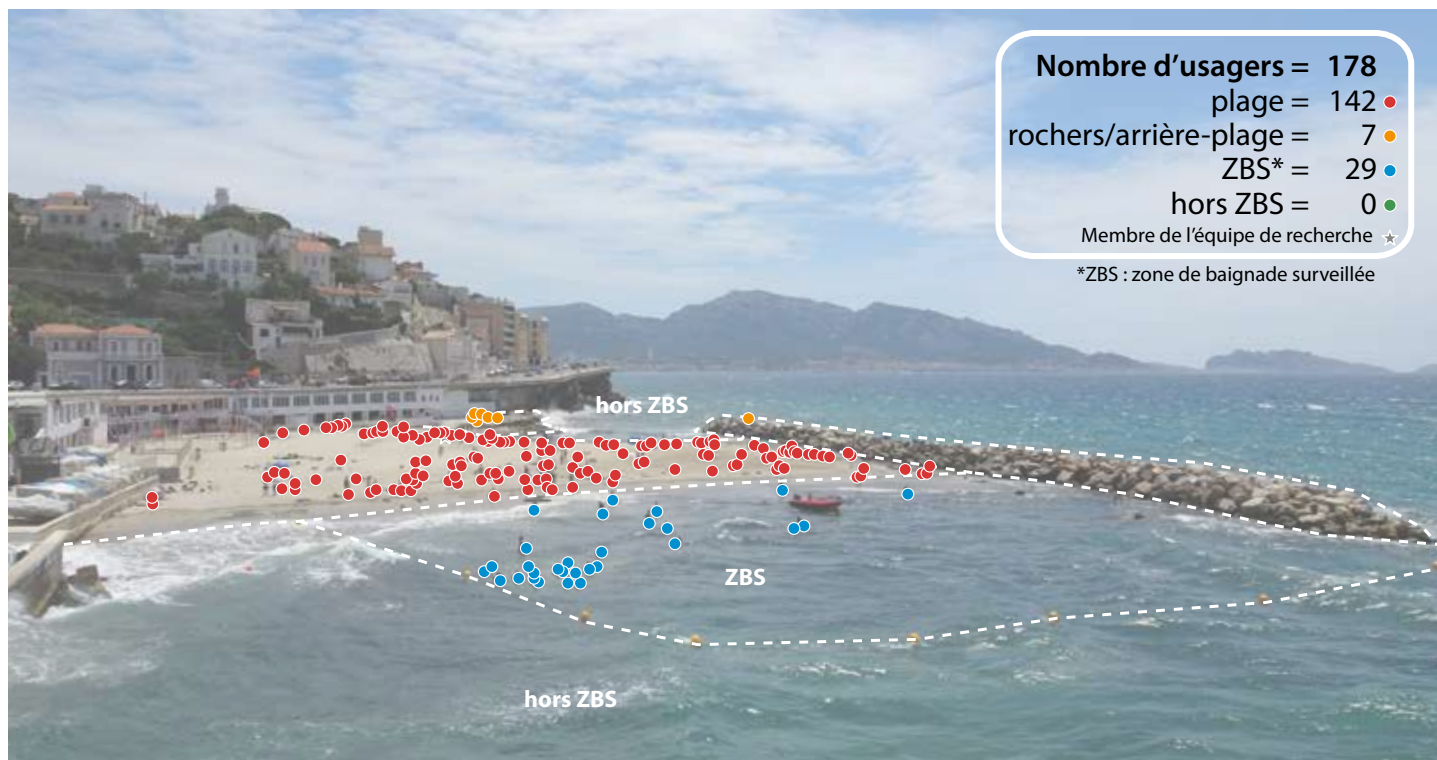 Nombre d’usagers = 178
plage = 142
rochers/arrière-plage = 7
ZBS* = 29
hors ZBS = 0
Membre de l’équipe de recherche
*ZBS : zone de baignade surveillée
hors ZBS
ZBS
hors ZBS